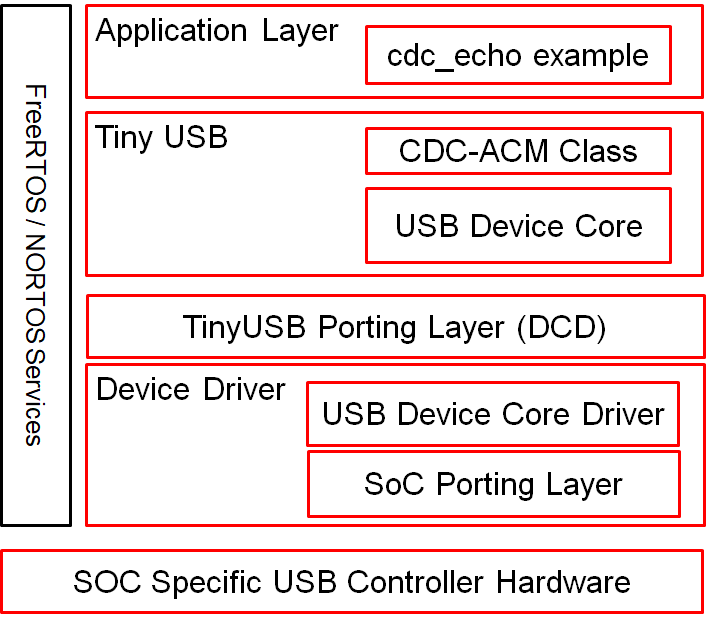 FreeRTOS / NORTOS Services
Application Layer
cdc_echo example
Tiny USB
CDC-ACM Class
USB Device Core
TinyUSB Porting Layer (DCD)
Device Driver
USB Device Core Driver
SoC Porting Layer
SOC Specific USB Controller Hardware